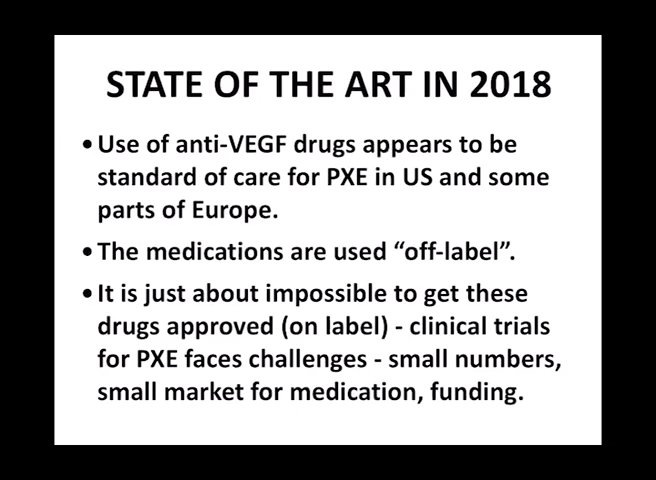 STATE OF THE ART IN 2018
• Use of anti-VEGF drugs appears to be
standard of care for PXE in US and some
parts of Europe.
• The medications are used “off-label”.
• It is just about impossible to get these
drugs approved (on label) - clinical trials
for PXE faces challenges - small numbers,
small market for medication, funding.